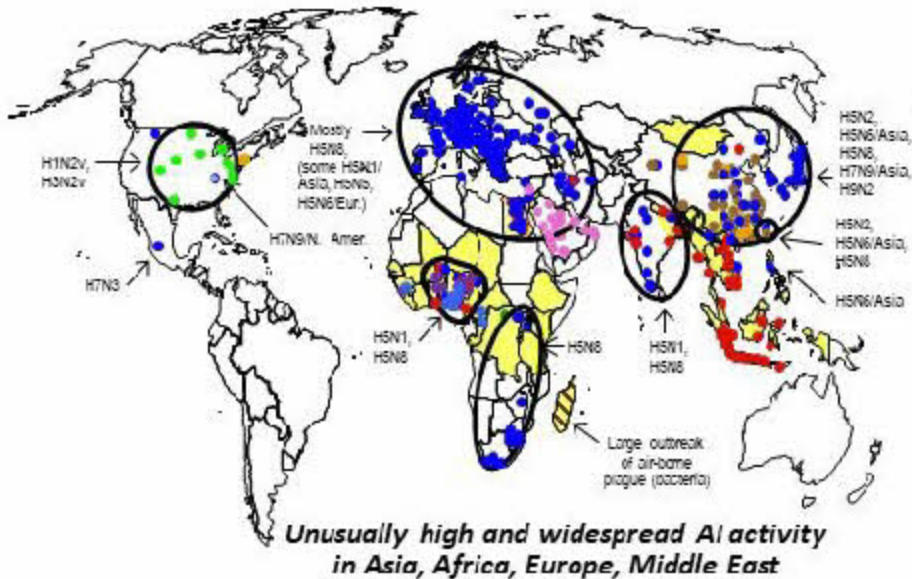 H1N2v,
H3N2v
Mostly
H5N8,
(some H5N1/
Asia, H5N5,
H5N6/Eur.)
H7N9/N. Amer.
H7N3
H5N1,
H5N8
H5N8
H5N1,
H5N8
Large outbreak
of air-borne
plague (bacteria)
H5N2,
H5N6/Asia,
H5N8,
H7N9/Asia,
H9N2
H5N2,
H5N6/Asia,
H5N8
H5N6/Asia
Unusually high and widespread AI activity
in Asia, Africa, Europe, Middle East